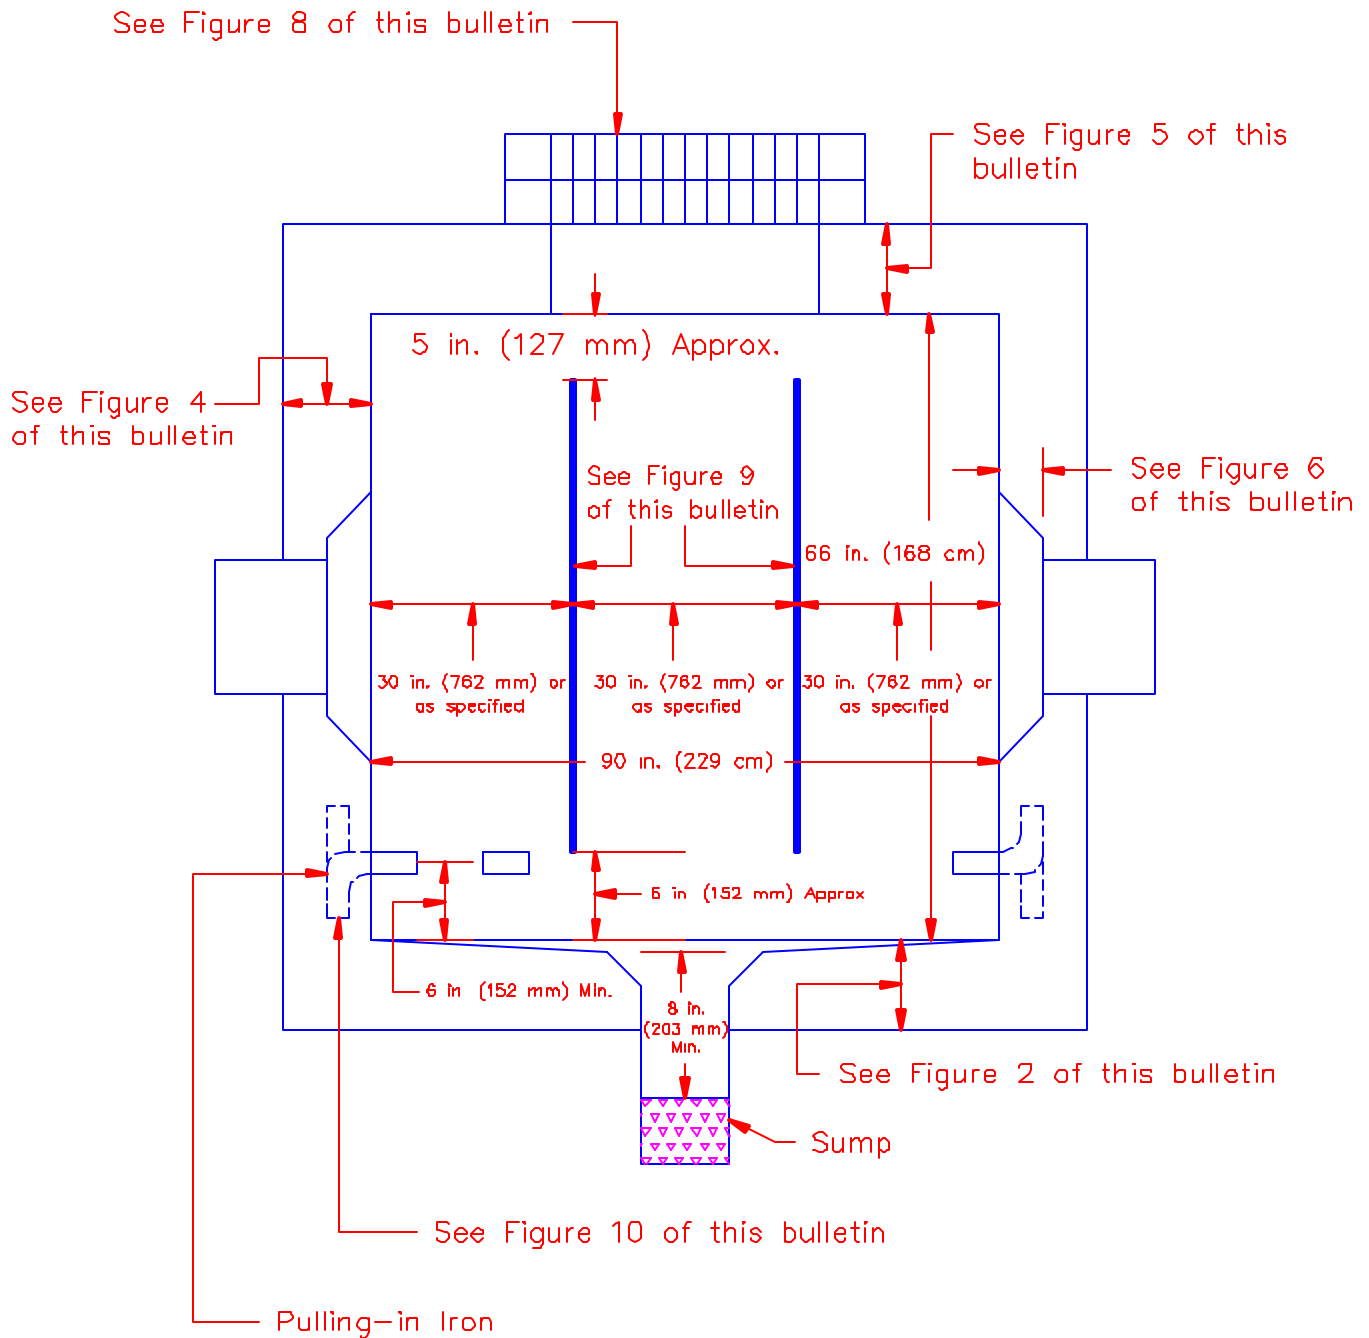 See Figure 8 of this bulletin
See Figure 5 of this
bulletin
5 in. (127 mm) Approx.
See Figure 4
of this bulletin
See Figure 9
of this bulletin
See Figure 6
of this bulletin
66 in. (168 cm)
30 in. (762 mm) or
as specified
30 in. (762 mm) or
as specified
30 in. (762 mm) or
as specified
90 in. (229 cm)
6 in (152 mm) Approx
6 in (152 mm) Min.
8 in.
(203 mm)
Min.
See Figure 2 of this bulletin
Sump
See Figure 10 of this bulletin
Pulling-in Iron